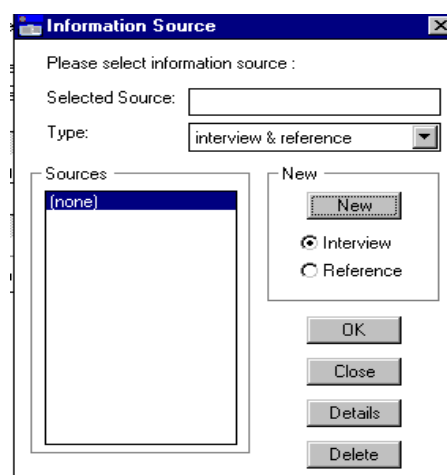 Information Source
Please select information source :
Selected Source:
Type:
interview & reference
Sources
(none)
New
New
Interview
Reference
OK
Close
Details
Delete